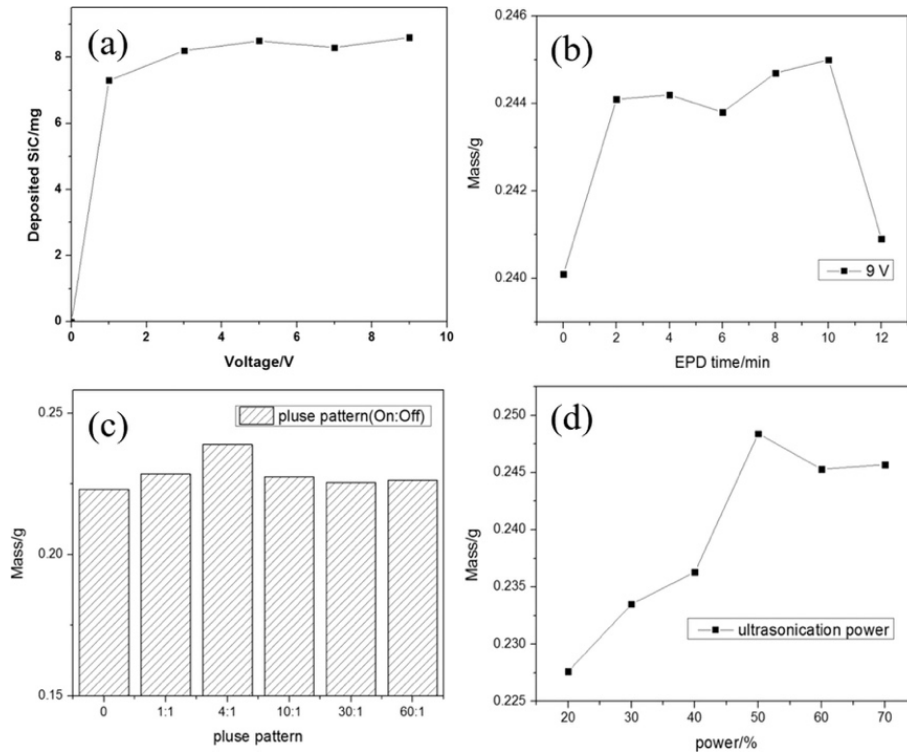 (a)
Deposited SiC/mg
8
6
4
2
0
0 2 4 6 8 10
Voltage/V
(b)
Mass/g
0.246
0.244
0.242
0.240
9 V
0 2 4 6 8 10 12
EPD time/min
(c)
pluse pattern(On:Off)
Mass/g
0.25
0.20
0.15
0 1:1 4:1 10:1 30:1 60:1
pluse pattern
(d)
Mass/g
0.250
0.245
0.240
0.235
0.230
0.225
ultrasonication power
20 30 40 50 60 70
power/%